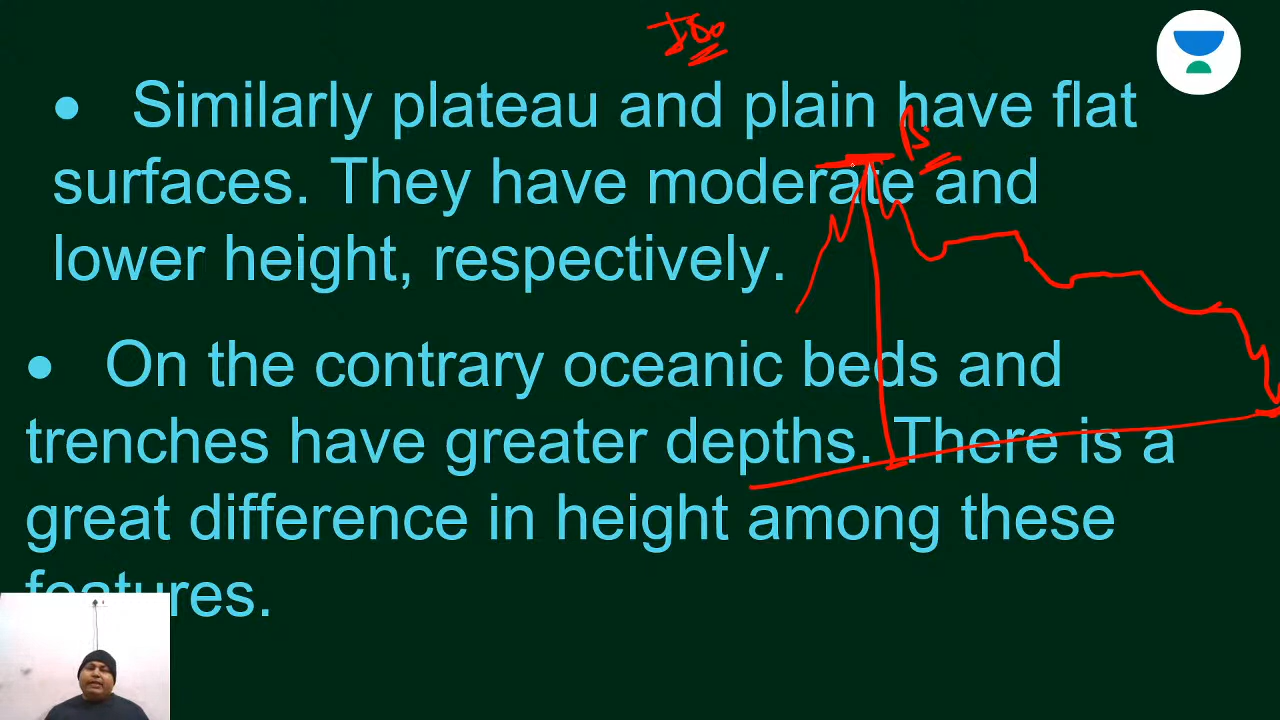 • Similarly plateau and plain have flat
surfaces. They have moderate and
lower height, respectively.
• On the contrary oceanic beds and
trenches have greater depths. There is a
great difference in height among these
features.